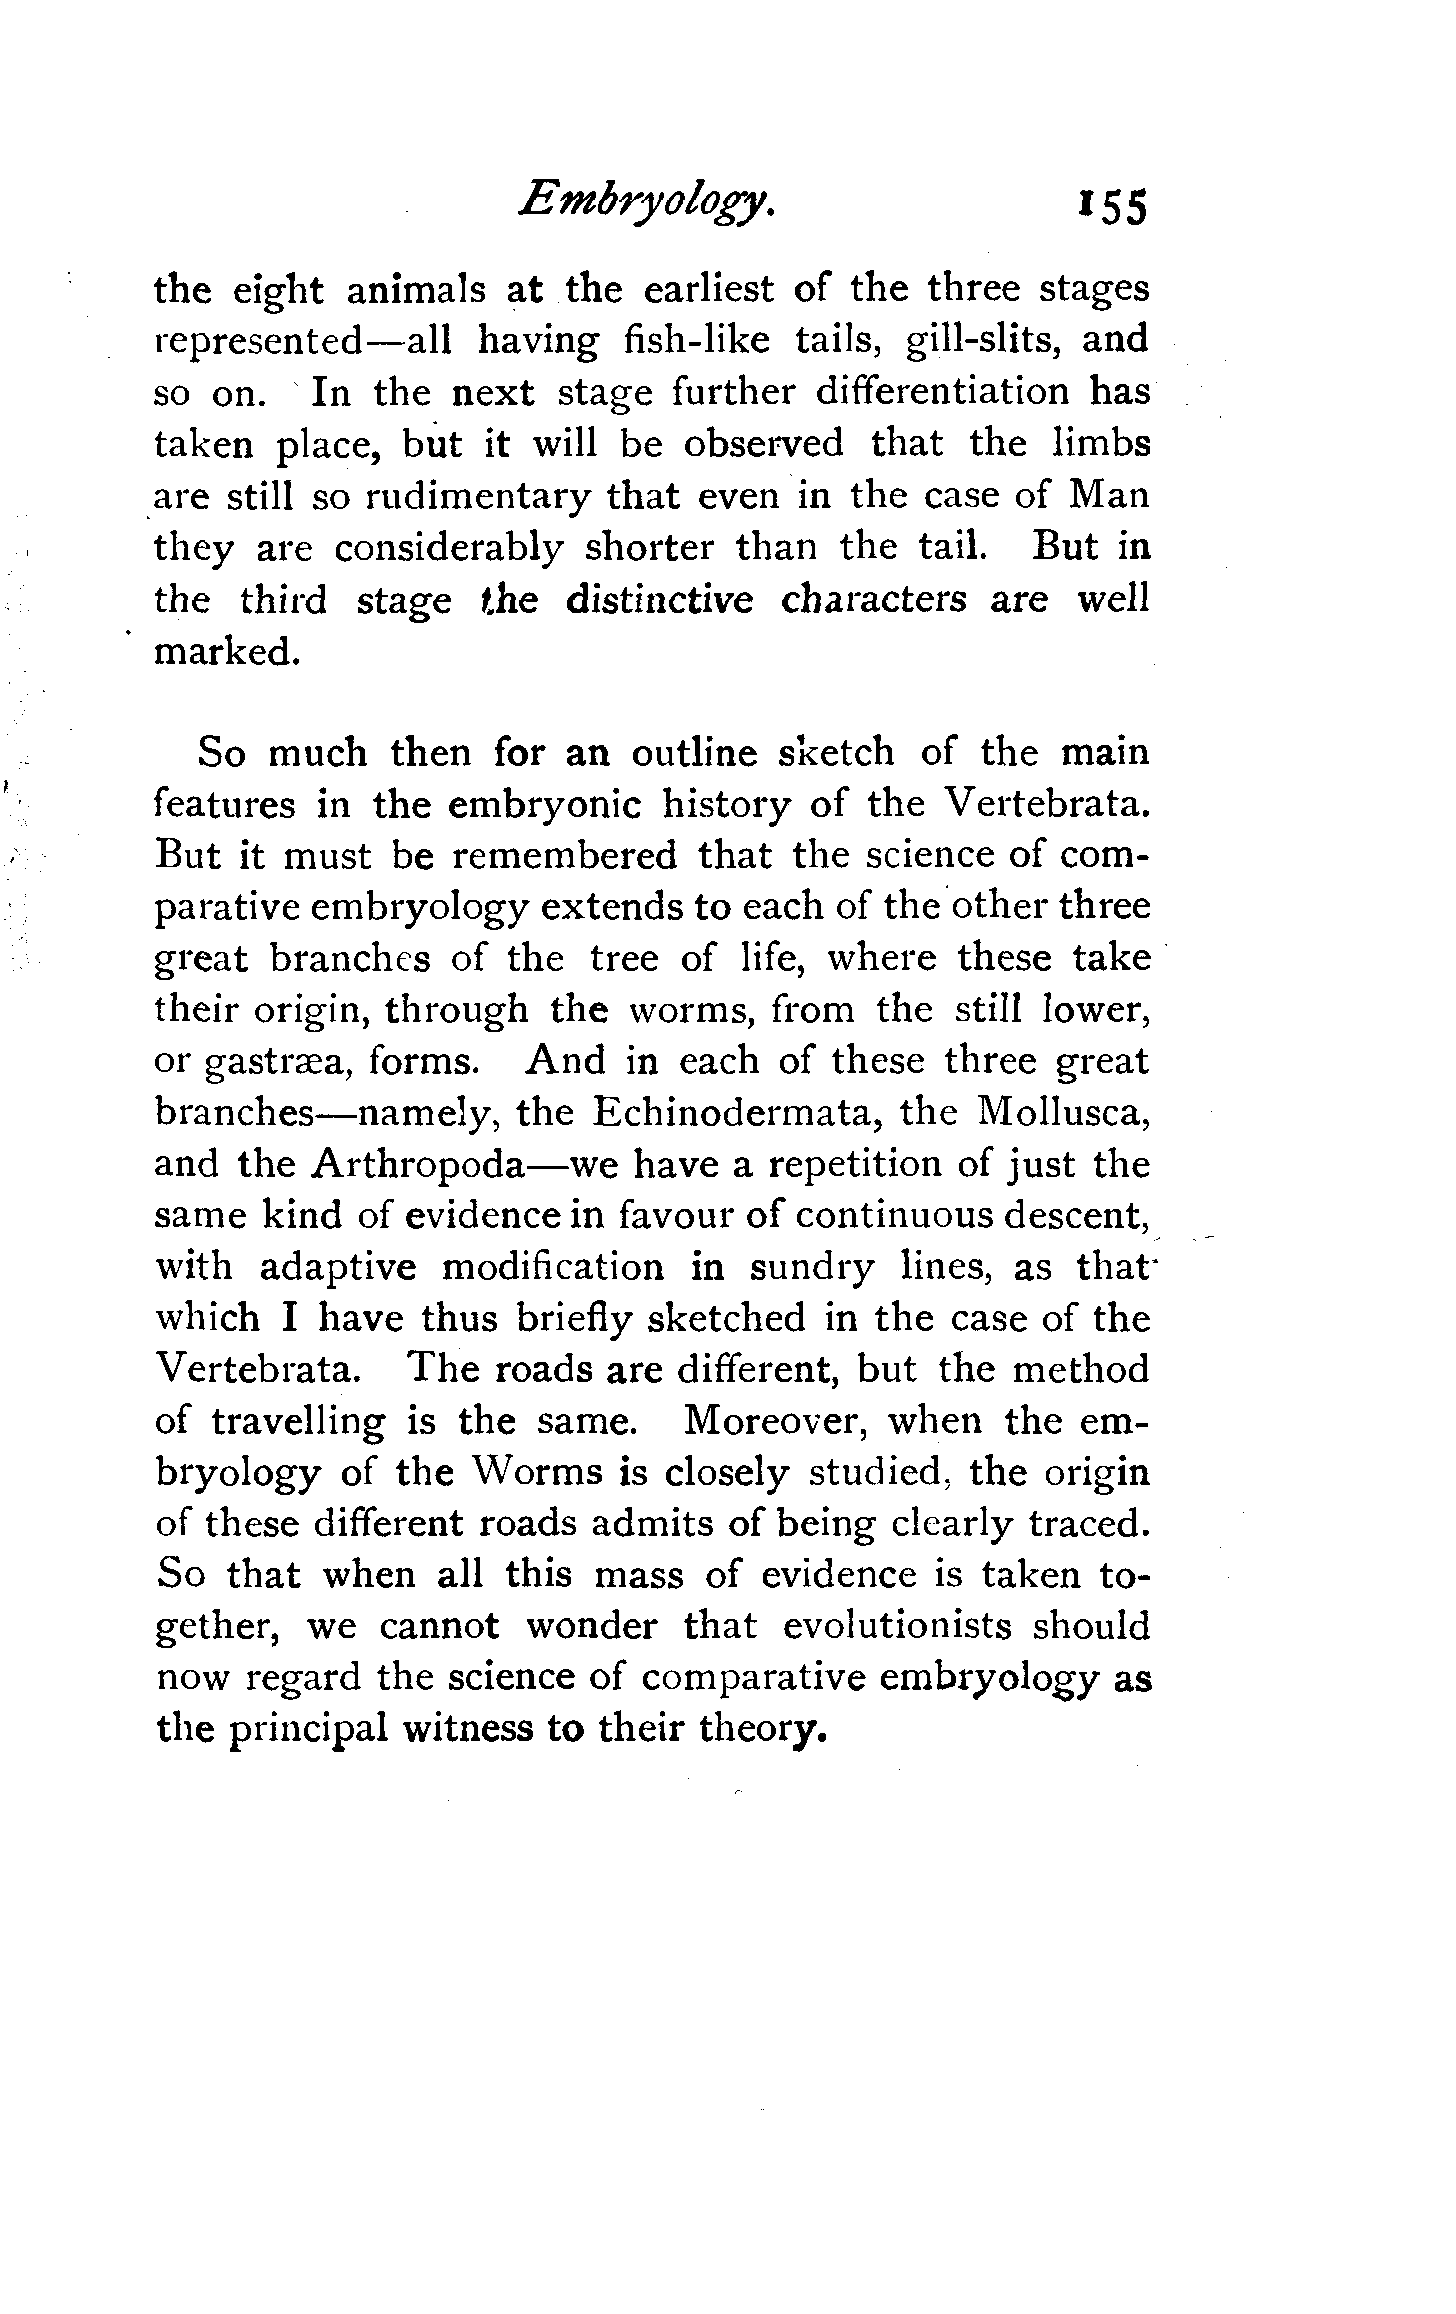 Embryology. 155
the eight animals at the earliest of the three stages
represented—all having fish-like tails, gill-slits, and
so on. In the next stage further differentiation has
taken place, but it will be observed that the limbs
are still so rudimentary that even in the case of Man
they are considerably shorter than the tail. But in
the third stage the distinctive characters are well
marked.
So much then for an outline sketch of the main
features in the embryonic history of the Vertebrata.
But it must be remembered that the science of com-
parative embryology extends to each of the other three
great branches of the tree of life, where these take
their origin, through the worms, from the still lower,
or gastræa, forms. And in each of these three great
branches—namely, the Echinodermata, the Mollusca,
and the Arthropoda—we have a repetition of just the
same kind of evidence in favour of continuous descent,
with adaptive modification in sundry lines, as that
which I have thus briefly sketched in the case of the
Vertebrata. The roads are different, but the method
of travelling is the same. Moreover, when the em-
bryology of the Worms is closely studied, the origin
of these different roads admits of being clearly traced.
So that when all this mass of evidence is taken to-
gether, we cannot wonder that evolutionists should
now regard the science of comparative embryology as
the principal witness to their theory.